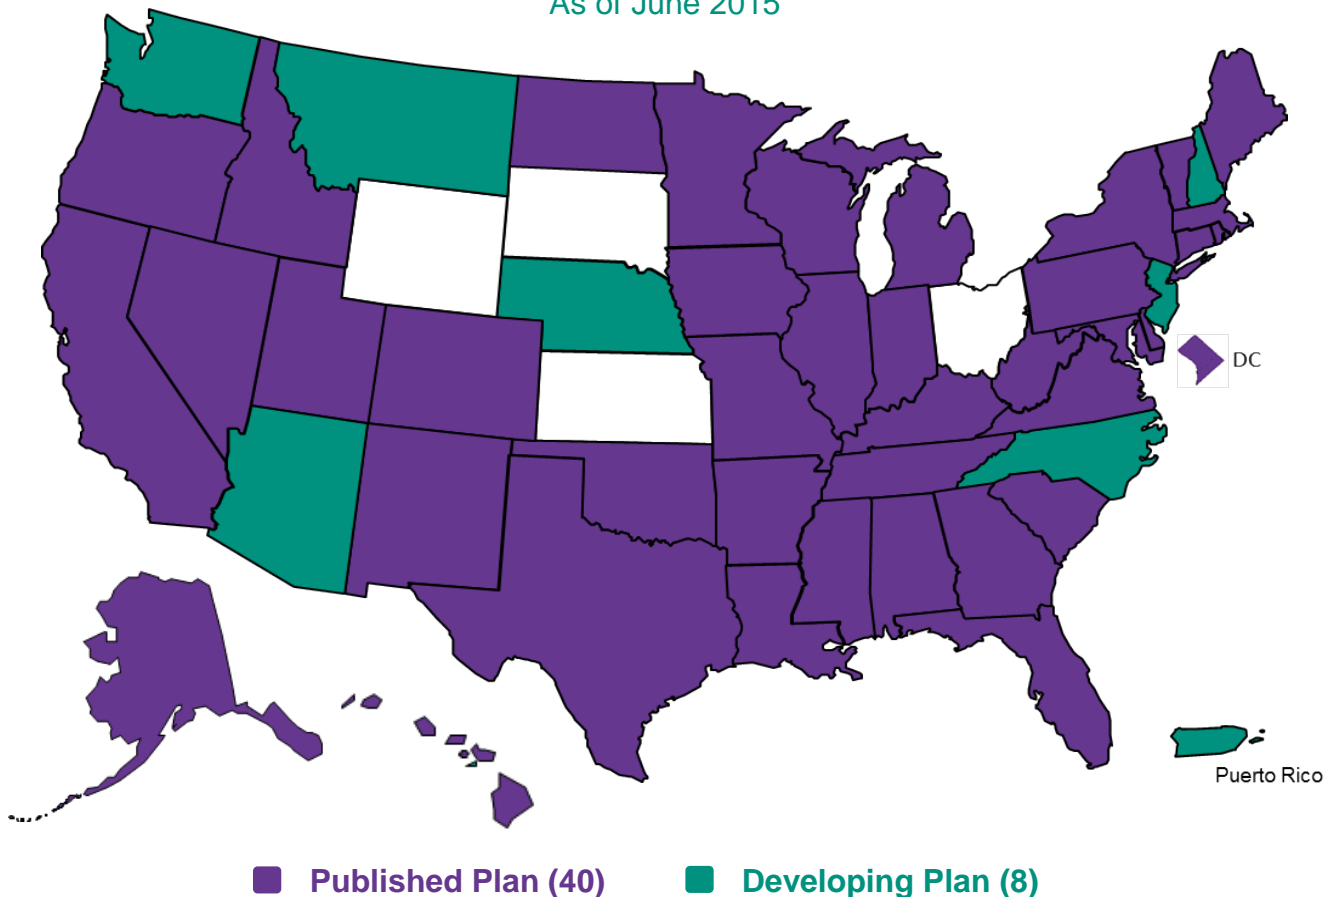 As of June 2015
DC
Puerto Rico
Published Plan (40)
Developing Plan (8)